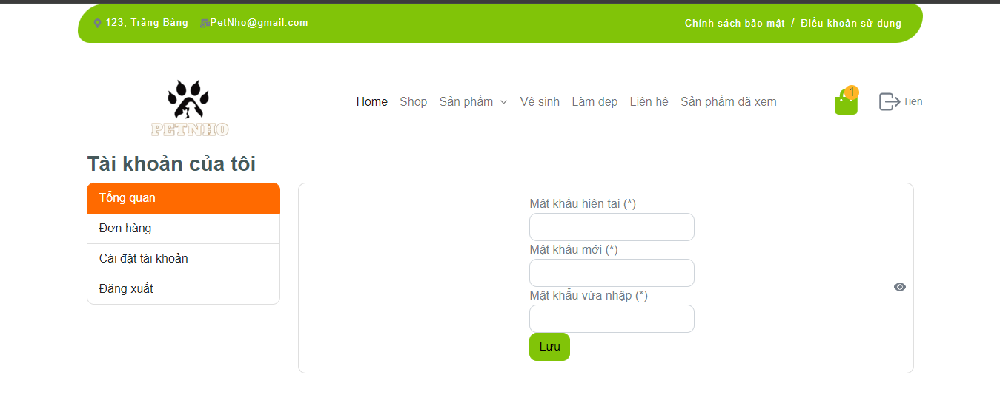 123, Trảng Bàng PetNho@gmail.com Chính sách bảo mật / Điều khoản sử dụng
PETNHO
Home Shop Sản phẩm Vệ sinh Làm đẹp Liên hệ Sản phẩm đã xem 1 Tien
Tài khoản của tôi
Tổng quan
Đơn hàng
Cài đặt tài khoản
Đăng xuất
Mật khẩu hiện tại (*)
Mật khẩu mới (*)
Mật khẩu vừa nhập (*)
Lưu